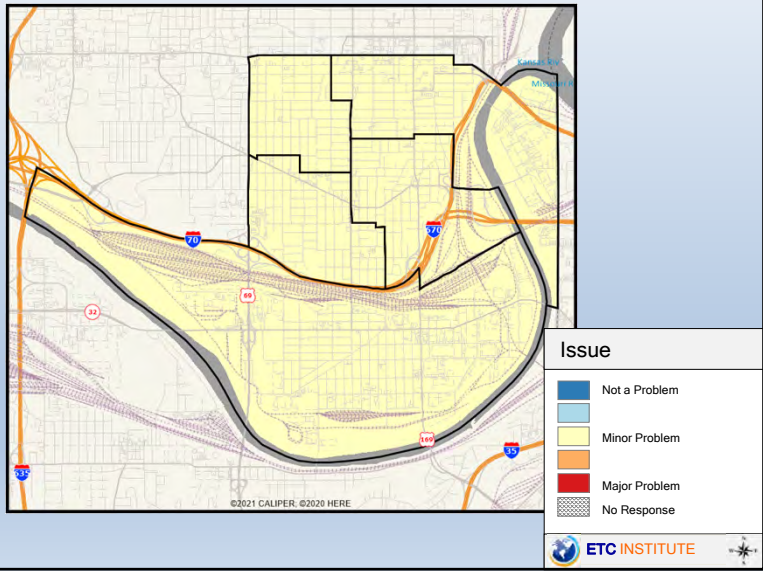 Kansas Riv
Missouri R
70
670
69
32
169
35
635
©2021 CALIPER; ©2020 HERE
Issue
Not a Problem
Minor Problem
Major Problem
No Response
ETC INSTITUTE